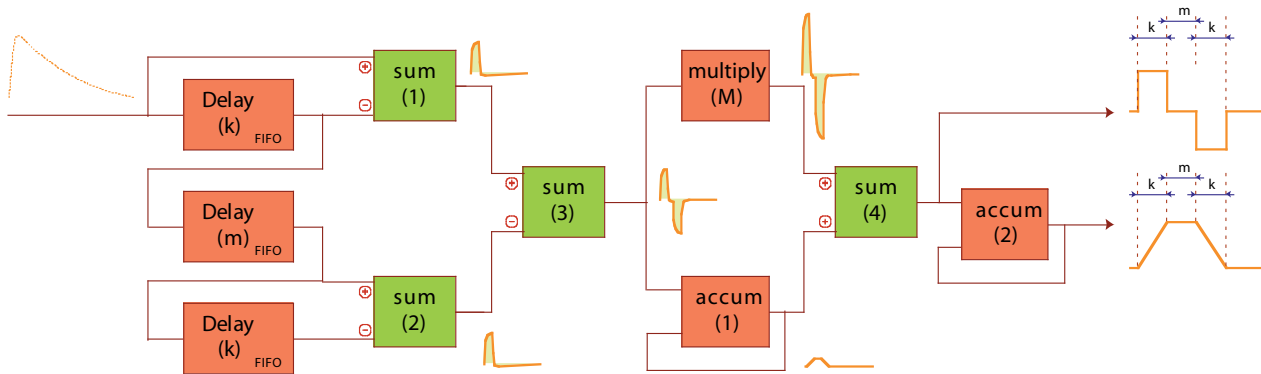 Delay
(k)
FIFO
Delay
(m)
FIFO
Delay
(k)
FIFO
+
−
sum
(1)
+
−
sum
(2)
+
−
sum
(3)
multiply
(M)
accum
(1)
+
+
sum
(4)
accum
(2)
m
k
k
m
k
k